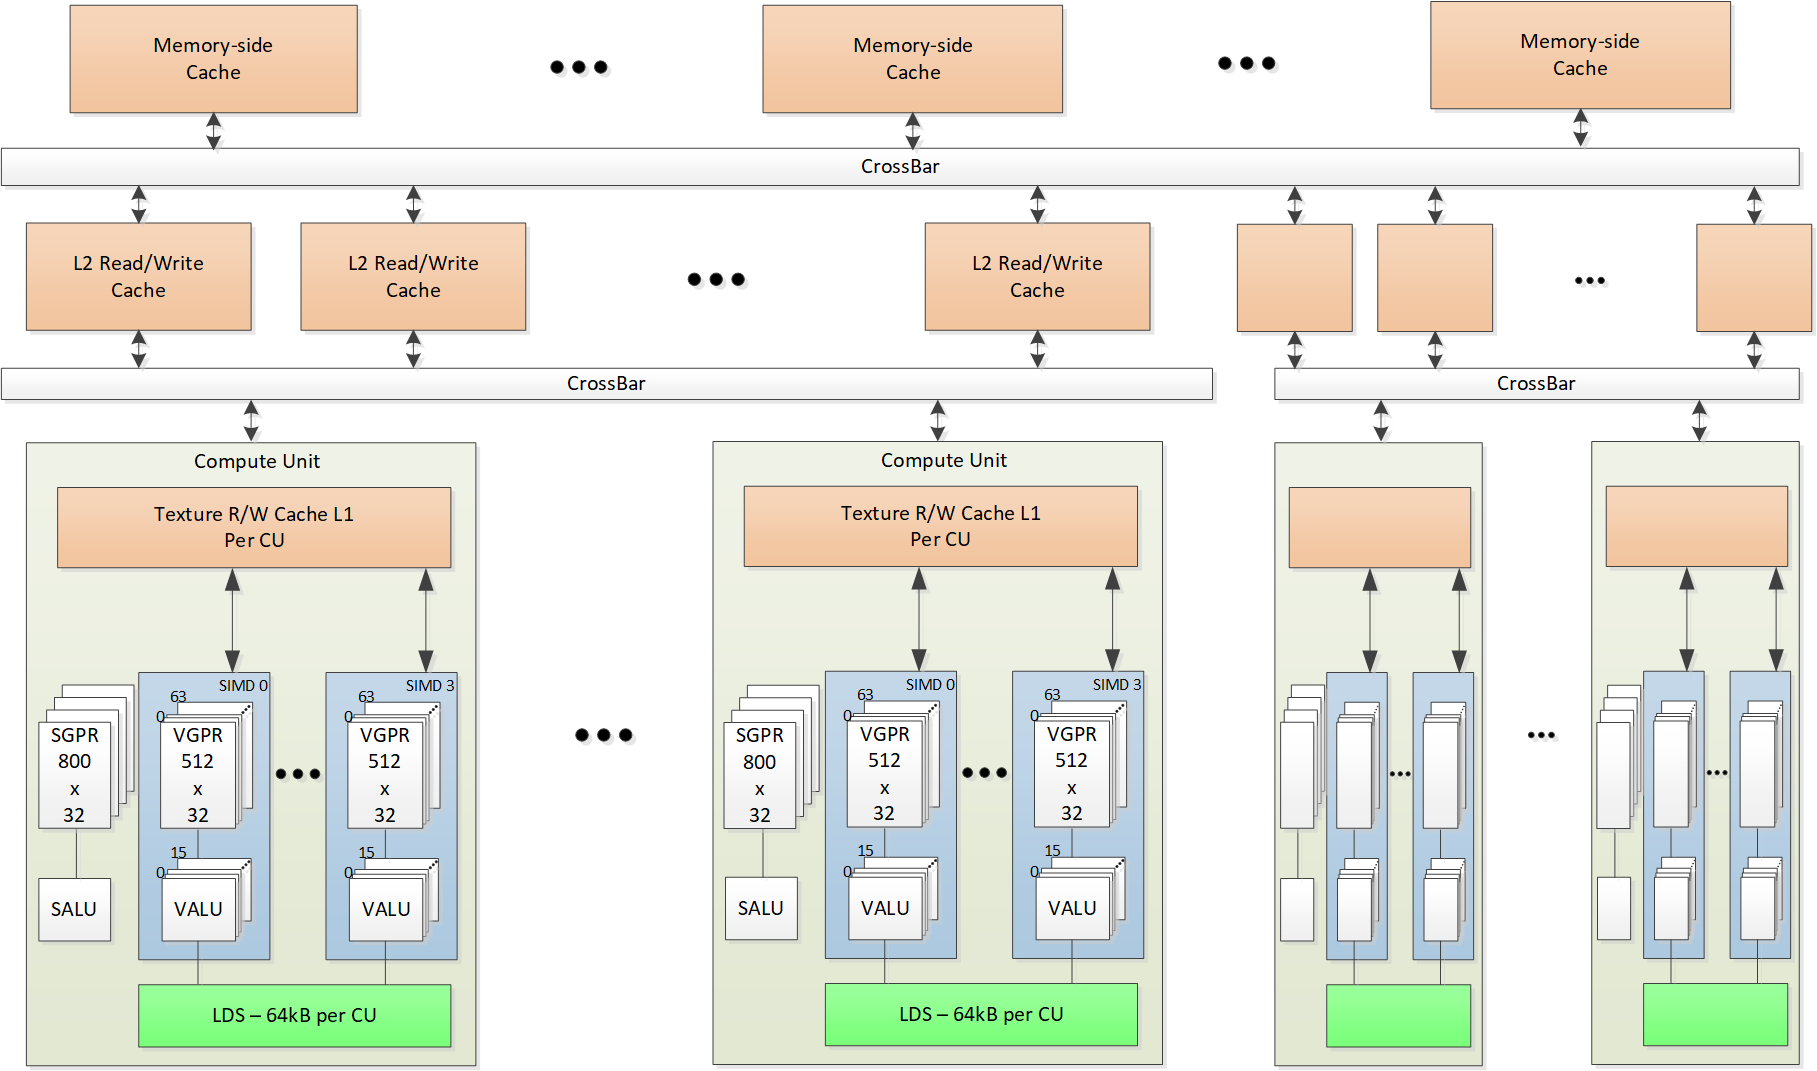 Memory-side
Cache
Memory-side
Cache
Memory-side
Cache
CrossBar
L2 Read/Write
Cache
L2 Read/Write
Cache
L2 Read/Write
Cache
CrossBar
CrossBar
Compute Unit
Texture R/W Cache L1
Per CU
SGPR
800
x
32
SALU
SIMD 0
63
0
VGPR
512
x
32
15
0
VALU
SIMD 3
63
0
VGPR
512
x
32
15
0
VALU
LDS – 64kB per CU
Compute Unit
Texture R/W Cache L1
Per CU
SGPR
800
x
32
SALU
SIMD 0
63
0
VGPR
512
x
32
15
0
VALU
SIMD 3
63
0
VGPR
512
x
32
15
0
VALU
LDS – 64kB per CU